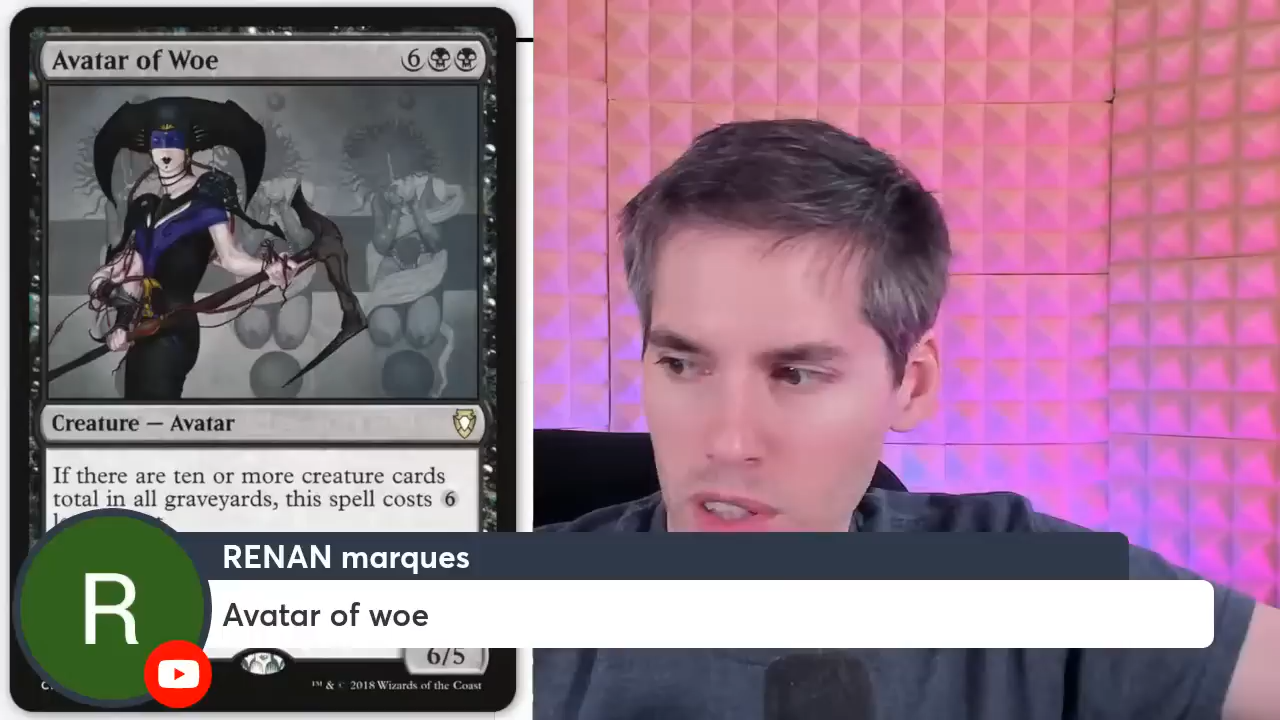 Avatar of Woe 6
Creature — Avatar
If there are ten or more creature cards
total in all graveyards, this spell costs 6
RENAN marques
R
Avatar of woe
6/5
™ & © 2018 Wizards of the Coast